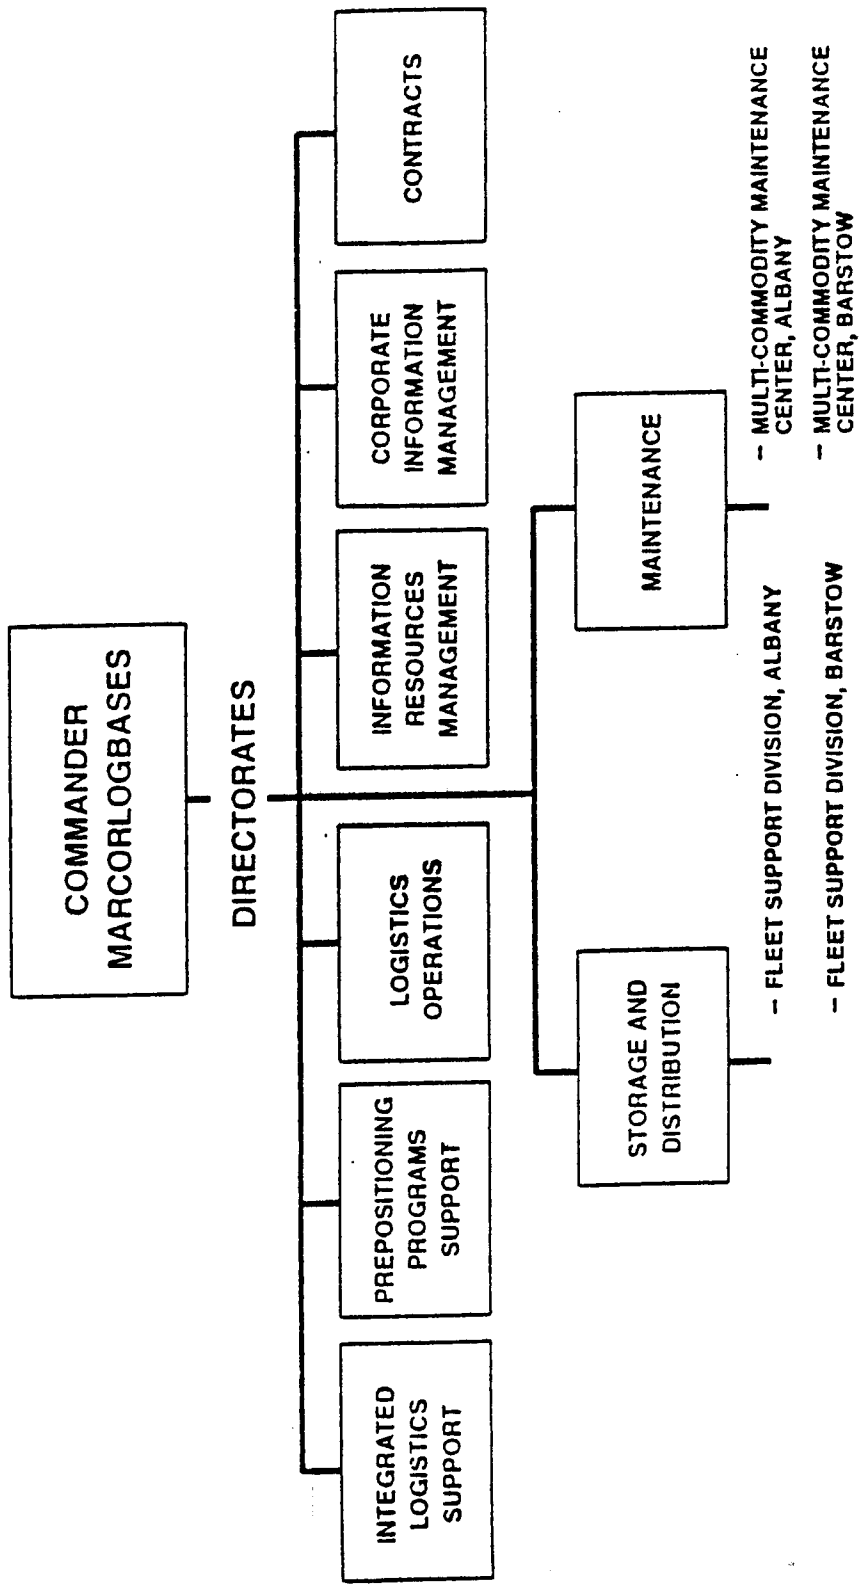 COMMANDER
MARCORLOGBASES
DIRECTORATES
INTEGRATED
LOGISTICS
SUPPORT
PREPOSITIONING
PROGRAMS
SUPPORT
LOGISTICS
OPERATIONS
INFORMATION
RESOURCES
MANAGEMENT
CORPORATE
INFORMATION
MANAGEMENT
CONTRACTS
STORAGE AND
DISTRIBUTION
– FLEET SUPPORT DIVISION, ALBANY
– FLEET SUPPORT DIVISION, BARSTOW
MAINTENANCE
– MULTI-COMMODITY MAINTENANCE
CENTER, ALBANY
– MULTI-COMMODITY MAINTENANCE
CENTER, BARSTOW